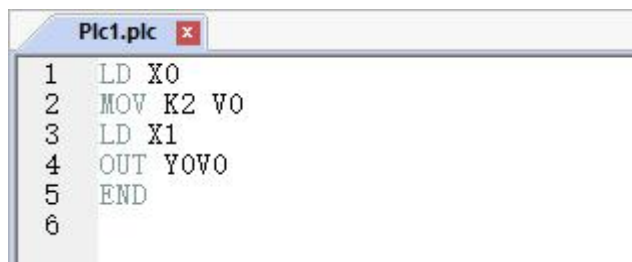 Plc1.plc
1 LD X0
2 MOV K2 V0
3 LD X1
4 OUT Y0V0
5 END
6